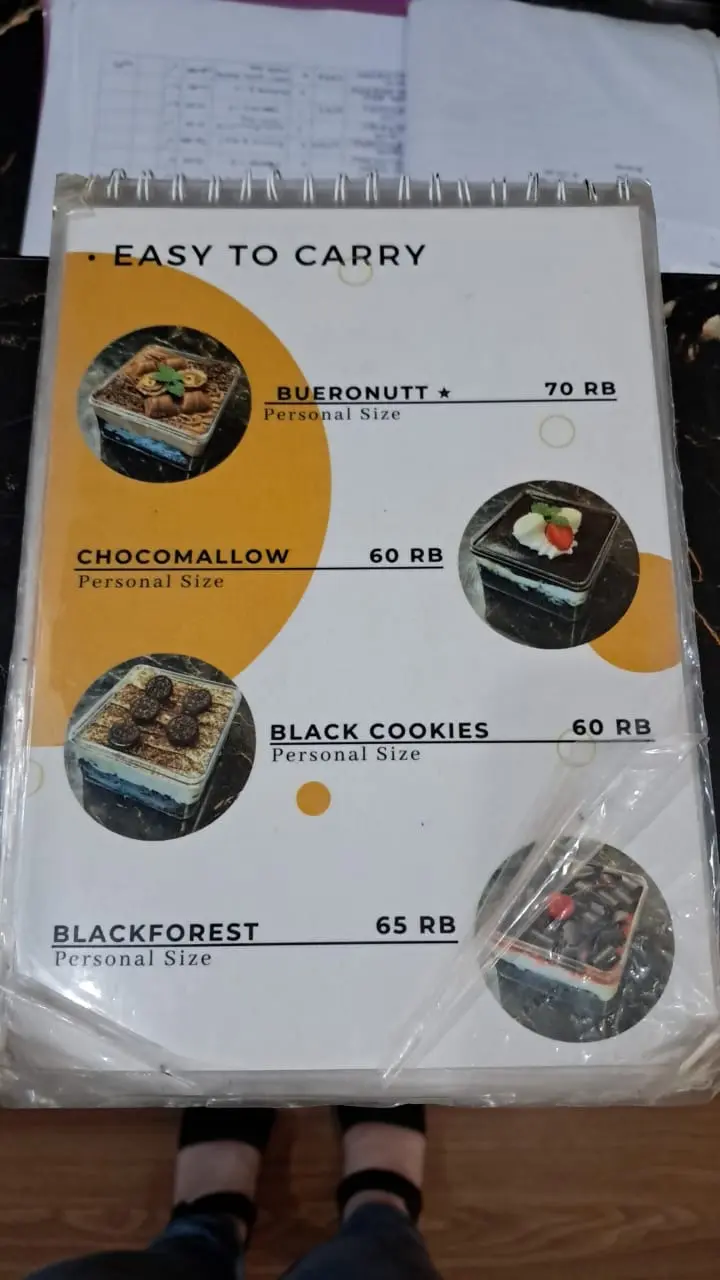 • EASY TO CARRY
BUERONUTT ★ 70 RB
Personal Size
CHOCOMALLOW 60 RB
Personal Size
BLACK COOKIES 60 RB
Personal Size
BLACKFOREST 65 RB
Personal Size